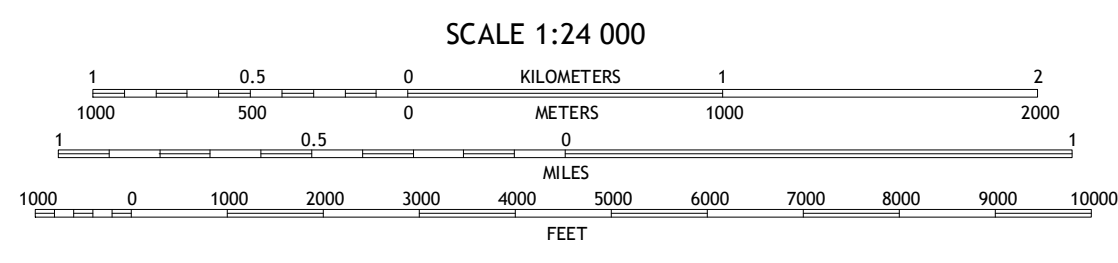 SCALE 1:24 000
1 0.5 0 KILOMETERS 1 2
1000 500 0 METERS 1000 2000
1 0.5 0 1
MILES
1000 0 1000 2000 3000 4000 5000 6000 7000 8000 9000 10000
FEET